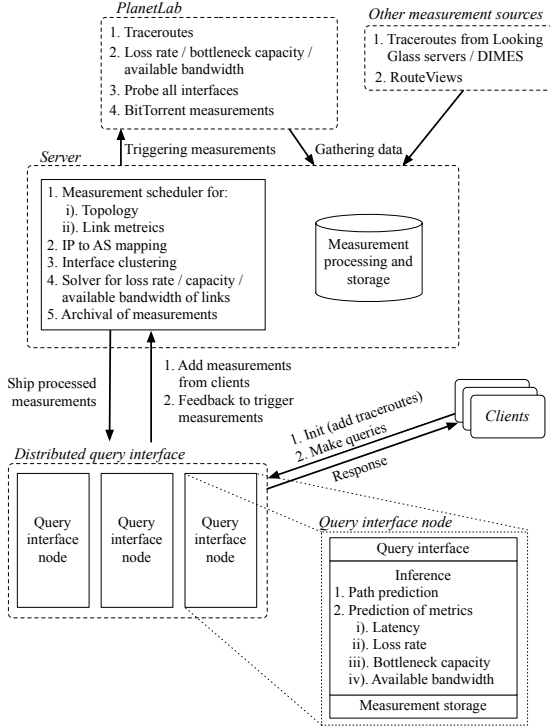 PlanetLab
1. Traceroutes
2. Loss rate / bottleneck capacity /
available bandwidth
3. Probe all interfaces
4. BitTorrent measurements
Other measurement sources
1. Traceroutes from Looking
Glass servers / DIMES
2. RouteViews
Triggering measurements
Gathering data
Server
1. Measurement scheduler for:
i). Topology
ii). Link metreics
2. IP to AS mapping
3. Interface clustering
4. Solver for loss rate / capacity /
available bandwidth of links
5. Archival of measurements
Measurement
processing and
storage
Ship processed
measurements
1. Add measurements
from clients
2. Feedback to trigger
measurements
Clients
1. Init (add traceroutes)
2. Make queries
Response
Distributed query interface
Query
interface
node
Query
interface
node
Query
interface
node
Query interface node
Query interface
Inference
1. Path prediction
2. Prediction of metrics
i). Latency
ii). Loss rate
iii). Bottleneck capacity
iv). Available bandwidth
Measurement storage